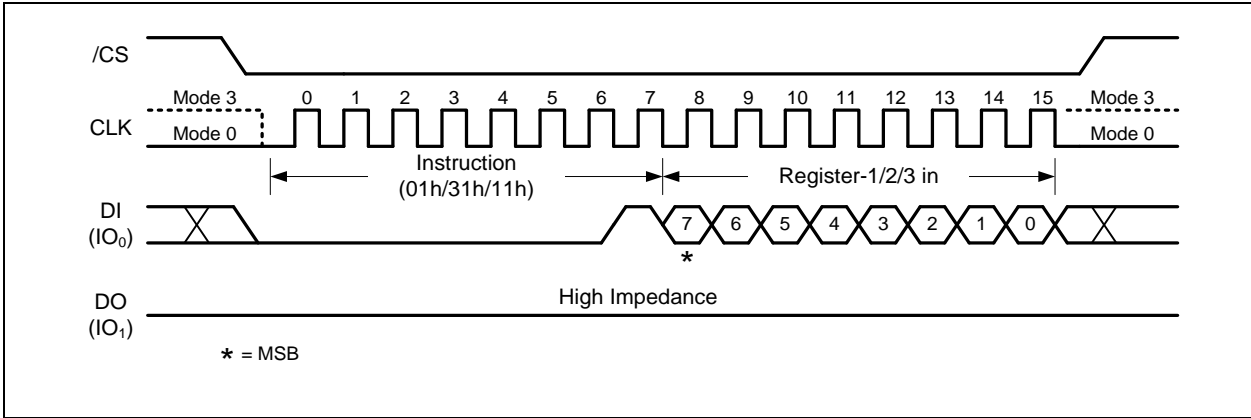 /CS
Mode 3 0 1 2 3 4 5 6 7 8 9 10 11 12 13 14 15 Mode 3
CLK
Mode 0 Mode 0
Instruction
(01h/31h/11h)
Register-1/2/3 in
DI
(IO₀)
7 6 5 4 3 2 1 0
*
High Impedance
DO
(IO₁)
* = MSB